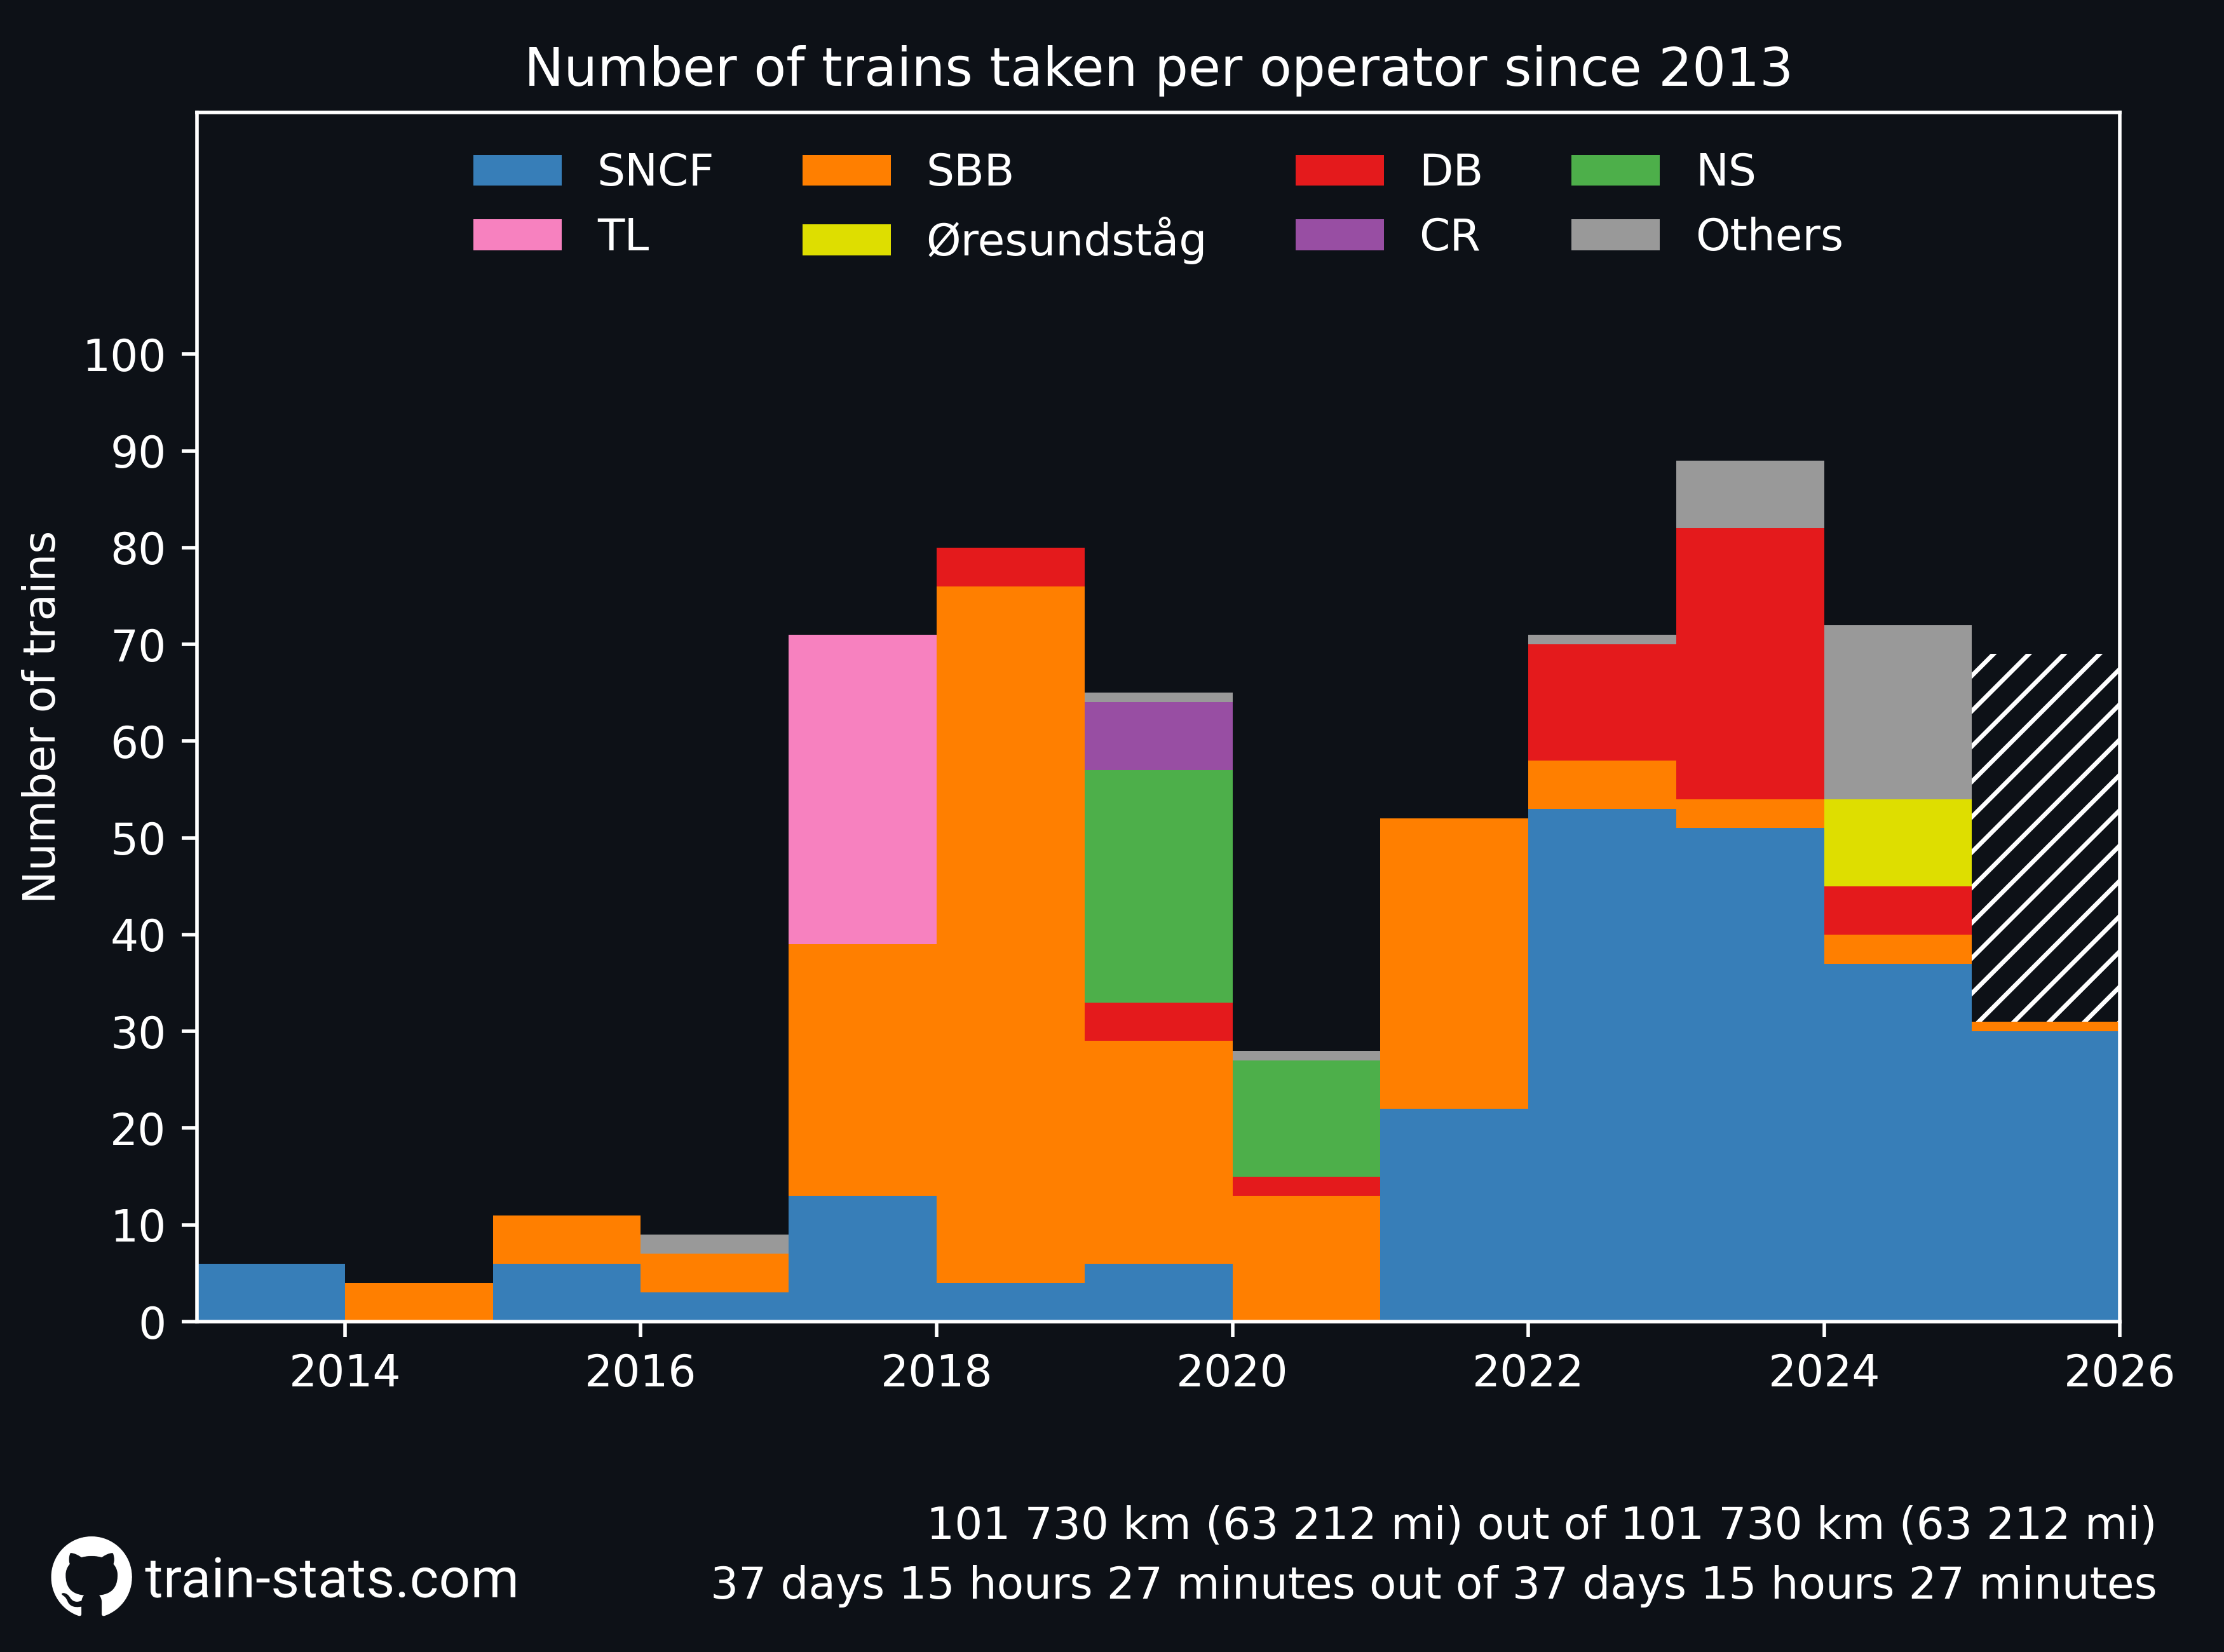 Number of trains taken per operator since 2013
SNCF SBB DB NS
TL Øresundståg CR Others
Number of trains
100
90
80
70
60
50
40
30
20
10
0
2014 2016 2018 2020 2022 2024 2026
101 730 km (63 212 mi) out of 101 730 km (63 212 mi)
train-stats.com
37 days 15 hours 27 minutes out of 37 days 15 hours 27 minutes